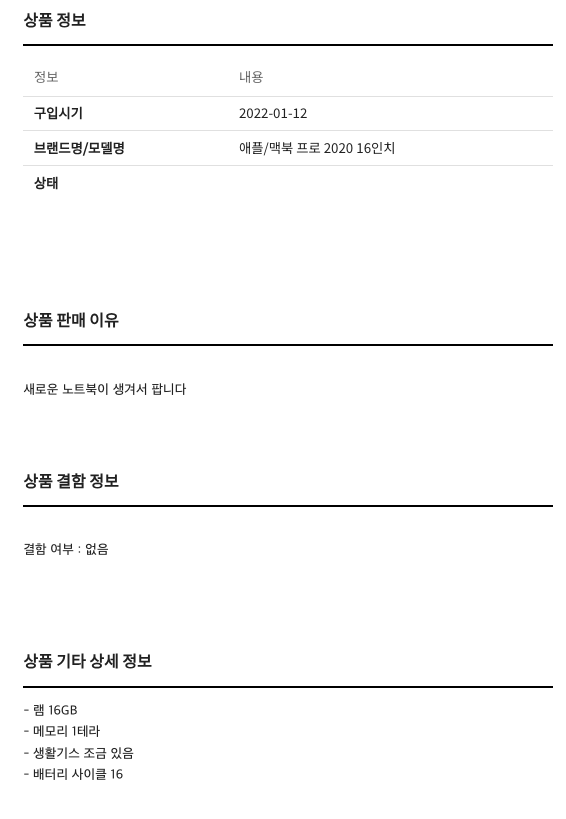 상품 정보
정보 내용
구입시기 2022-01-12
브랜드명/모델명 애플/맥북 프로 2020 16인치
상태
상품 판매 이유
새로운 노트북이 생겨서 팝니다
상품 결함 정보
결함 여부 : 없음
상품 기타 상세 정보
- 램 16GB
- 메모리 1테라
- 생활기스 조금 있음
- 배터리 사이클 16